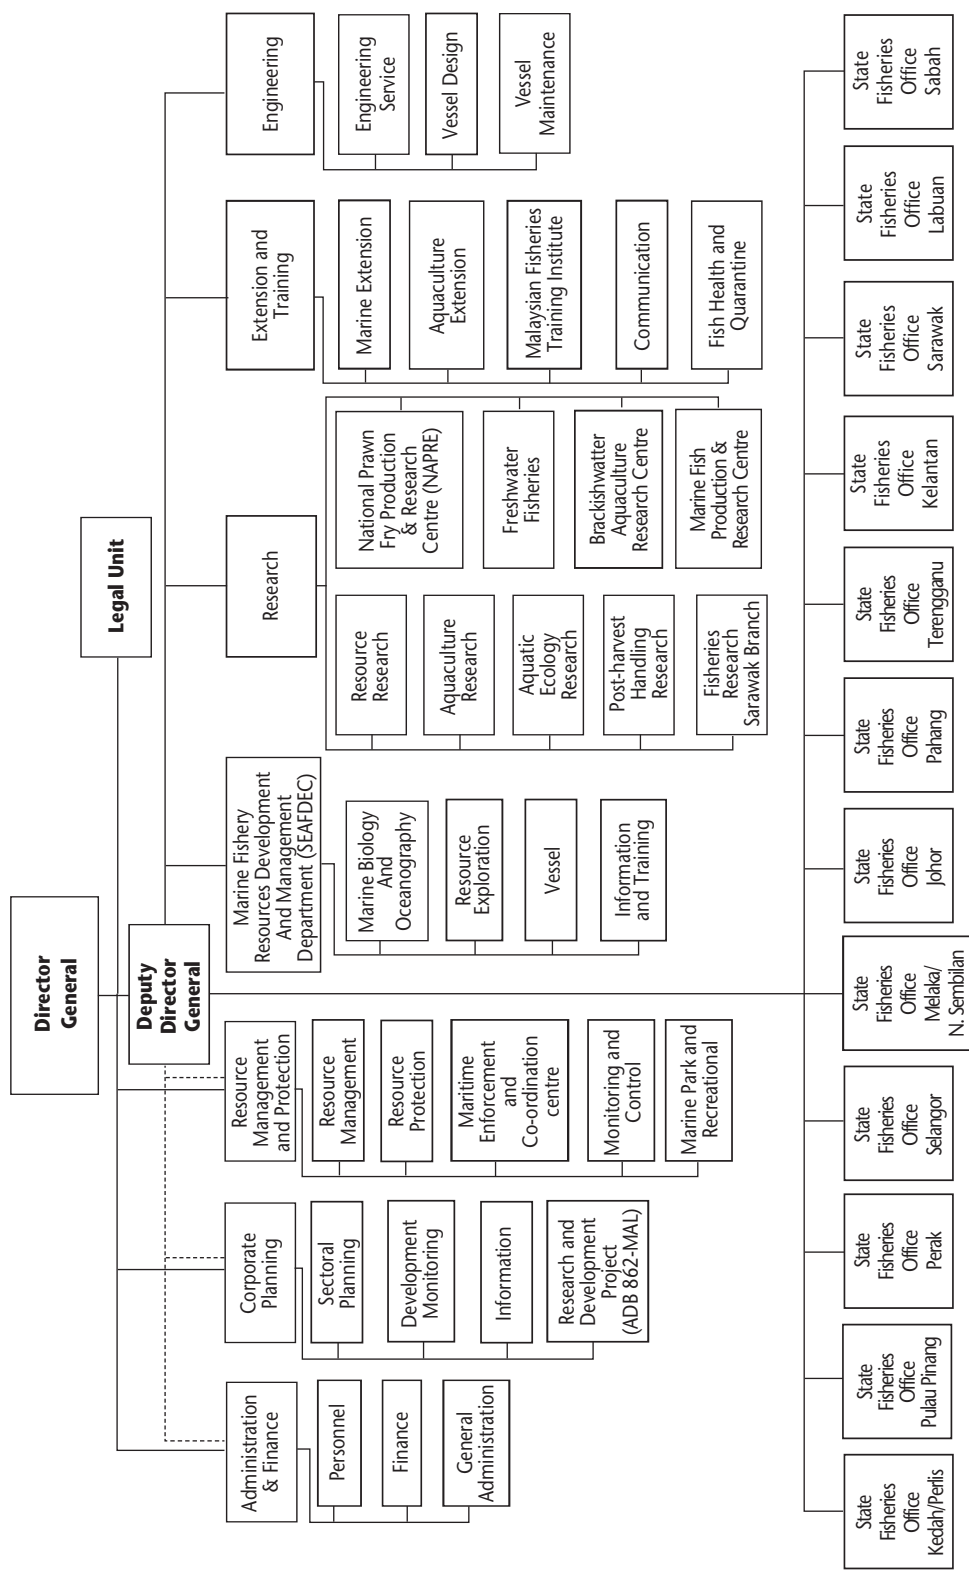 Director
General
Legal Unit
Deputy
Director
General
Administration
& Finance
Personnel
Finance
General
Administration
Corporate
Planning
Sectoral
Planning
Development
Monitoring
Information
Research and
Development
Project
(ADB 862-MAL)
Resource
Management
and Protection
Resource
Management
Resource
Protection
Maritime
Enforcement
and
Co-ordination
centre
Monitoring and
Control
Marine Park and
Recreational
Marine Fishery
Resources Development
And Management
Department (SEAFDEC)
Marine Biology
And
Oceanography
Resource
Exploration
Vessel
Information
and Training
Research
Resource
Research
Aquaculture
Research
Aquatic
Ecology
Research
Post-harvest
Handling
Research
Fisheries
Research
Sarawak Branch
National Prawn
Fry Production
& Research
Centre (NAPRE)
Freshwater
Fisheries
Brackishwatter
Aquaculture
Research Centre
Marine Fish
Production &
Research Centre
Extension and
Training
Marine Extension
Aquaculture
Extension
Malaysian Fisheries
Training Institute
Communication
Fish Health and
Quarantine
Engineering
Engineering
Service
Vessel Design
Vessel
Maintenance
State
Fisheries
Office
Kedah/Perlis
State
Fisheries
Office
Pulau Pinang
State
Fisheries
Office
Perak
State
Fisheries
Office
Selangor
State
Fisheries
Office
Melaka/
N. Sembilan
State
Fisheries
Office
Johor
State
Fisheries
Office
Pahang
State
Fisheries
Office
Terengganu
State
Fisheries
Office
Kelantan
State
Fisheries
Office
Sarawak
State
Fisheries
Office
Labuan
State
Fisheries
Office
Sabah